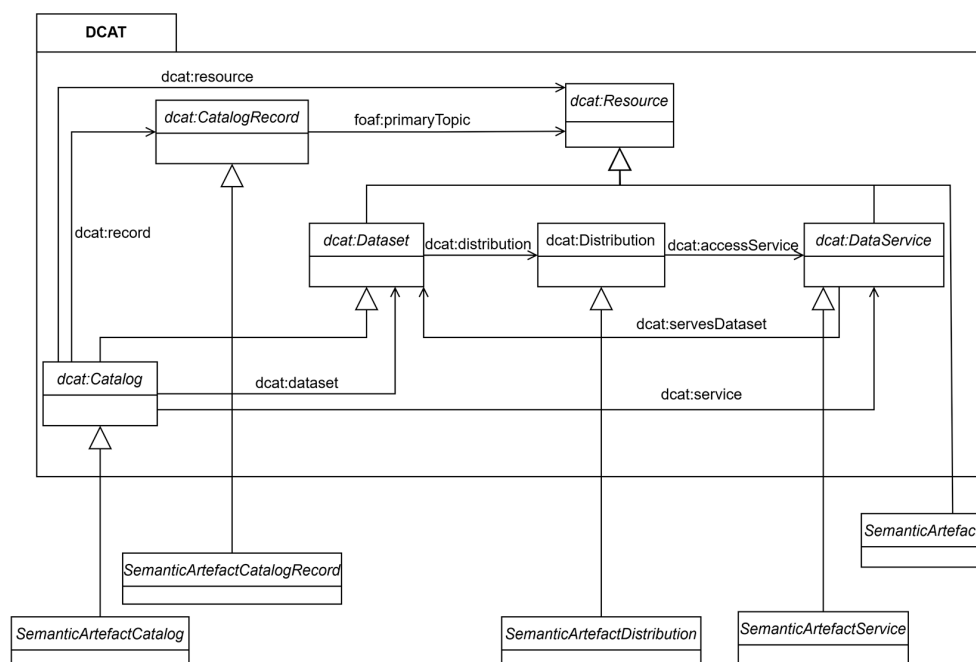 DCAT
dcat:resource
dcat:Resource
dcat:CatalogRecord
foaf:primaryTopic
dcat:record
dcat:Dataset
dcat:distribution
dcat:Distribution
dcat:accessService
dcat:DataService
dcat:servesDataset
dcat:Catalog
dcat:dataset
dcat:service
SemanticArtefac
SemanticArtefactCatalogRecord
SemanticArtefactCatalog
SemanticArtefactDistribution
SemanticArtefactService